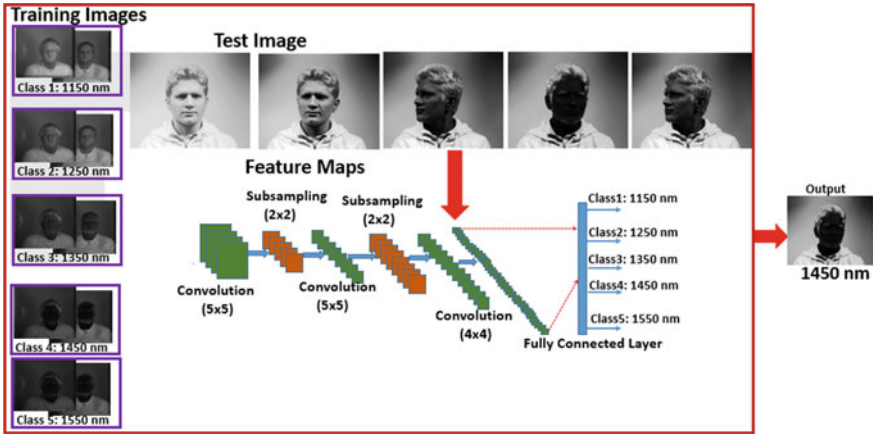 Training Images
Class 1: 1150 nm
Class 2: 1250 nm
Class 3: 1350 nm
Class 4: 1450 nm
Class 5: 1550 nm
Test Image
Feature Maps
Subsampling
(2x2)
Subsampling
(2x2)
Convolution
(5x5)
Convolution
(5x5)
Convolution
(4x4)
Class1: 1150 nm
Class2: 1250 nm
Class3: 1350 nm
Class4: 1450 nm
Class5: 1550 nm
Fully Connected Layer
Output
1450 nm